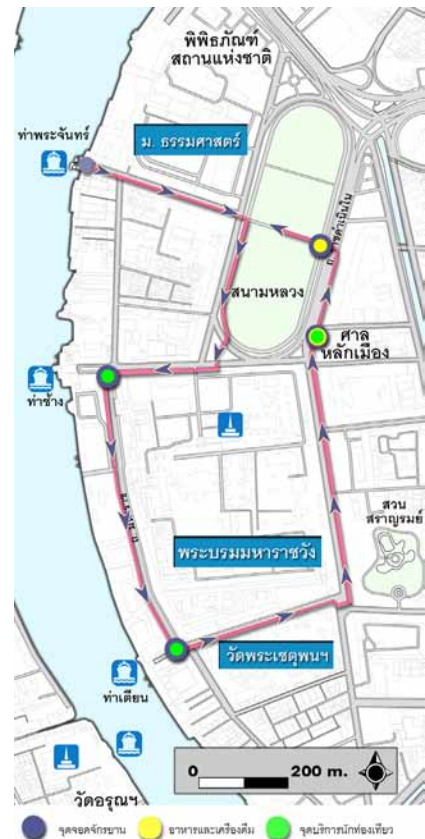 พิพิธภัณฑ์
สถานแห่งชาติ
ท่าพระจันทร์
ม. ธรรมศาสตร์
สนามหลวง
ศาล
หลักเมือง
ท่าช้าง
สวน
สราญรมย์
พระบรมมหาราชวัง
วัดพระเชตุพนฯ
ท่าเตียน
0 200 m.
วัดอรุณฯ
จุดจอดจักรยาน อาหารและเครื่องดื่ม จุดบริการนักท่องเที่ยว